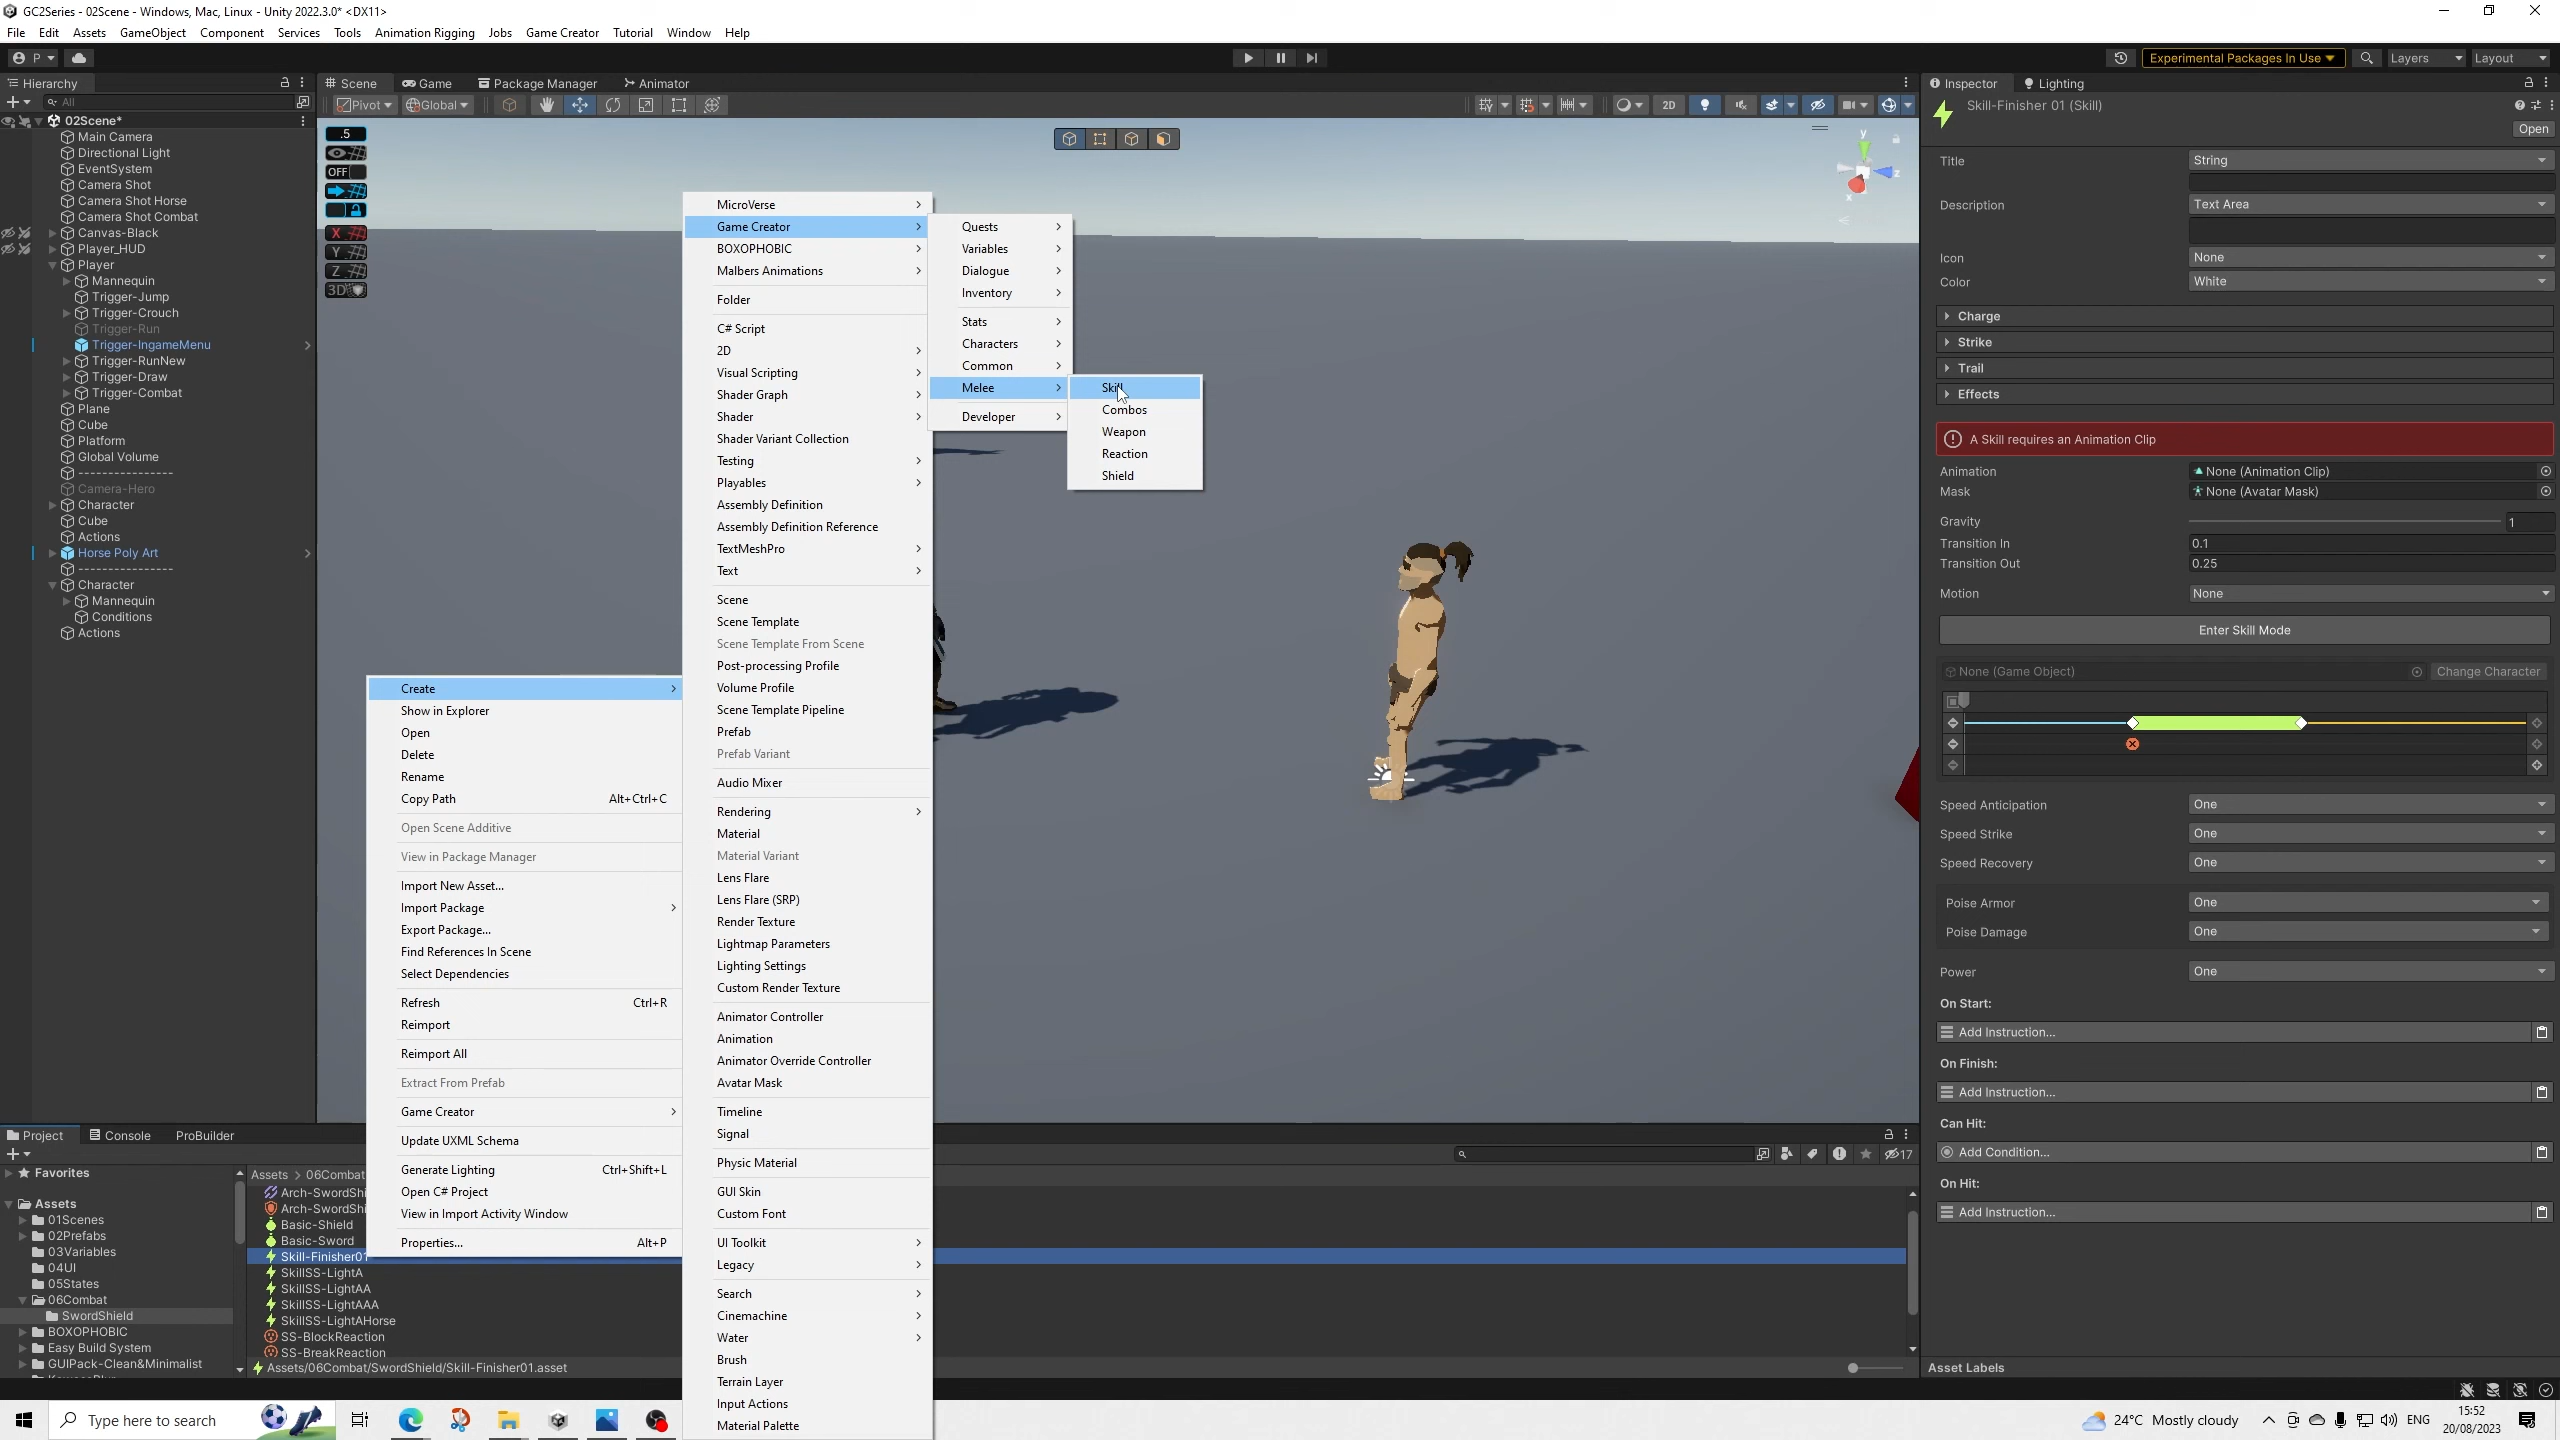 GC2Series - 02Scene - Windows, Mac, Linux - Unity 2022.3.0* <DX11>
File Edit Assets GameObject Component Services Tools Animation Rigging Jobs Game Creator Tutorial Window Help
P Experimental Packages In Use Layers Layout
Hierarchy
All
02Scene*
Main Camera
Directional Light
EventSystem
Camera Shot
Camera Shot Horse
Camera Shot Combat
Canvas-Black
Player_HUD
Player
Mannequin
Trigger-Jump
Trigger-Crouch
Trigger-Run
Trigger-IngameMenu
Trigger-RunNew
Trigger-Draw
Trigger-Combat
Plane
Cube
Platform
Global Volume
----------------
Camera-Hero
Character
Cube
Actions
Horse Poly Art
----------------
Character
Mannequin
Conditions
Actions
Scene Game Package Manager Animator
Pivot Global 2D
.5
OFF
X
Y
Z
3D
y
z
x
Create
Show in Explorer
Open
Delete
Rename
Copy Path Alt+Ctrl+C
Open Scene Additive
View in Package Manager
Import New Asset...
Import Package
Export Package...
Find References In Scene
Select Dependencies
Refresh Ctrl+R
Reimport
Reimport All
Extract From Prefab
Game Creator
Update UXML Schema
Generate Lighting Ctrl+Shift+L
Open C# Project
View in Import Activity Window
Properties... Alt+P
MicroVerse
Game Creator
BOXOPHOBIC
Malbers Animations
Folder
C# Script
2D
Visual Scripting
Shader Graph
Shader
Shader Variant Collection
Testing
Playables
Assembly Definition
Assembly Definition Reference
TextMeshPro
Text
Scene
Scene Template
Scene Template From Scene
Post-processing Profile
Volume Profile
Scene Template Pipeline
Prefab
Prefab Variant
Audio Mixer
Rendering
Material
Material Variant
Lens Flare
Lens Flare (SRP)
Render Texture
Lightmap Parameters
Lighting Settings
Custom Render Texture
Animator Controller
Animation
Animator Override Controller
Avatar Mask
Timeline
Signal
Physic Material
GUI Skin
Custom Font
UI Toolkit
Legacy
Search
Cinemachine
Water
Brush
Terrain Layer
Input Actions
Material Palette
Quests
Variables
Dialogue
Inventory
Stats
Characters
Common
Melee
Developer
Skill
Combos
Weapon
Reaction
Shield
Inspector Lighting
Skill-Finisher 01 (Skill)
Open
Title String
Description Text Area
Icon None
Color White
Charge
Strike
Trail
Effects
A Skill requires an Animation Clip
Animation None (Animation Clip)
Mask None (Avatar Mask)
Gravity 1
Transition In 0.1
Transition Out 0.25
Motion None
Enter Skill Mode
None (Game Object) Change Character
Speed Anticipation One
Speed Strike One
Speed Recovery One
Poise Armor One
Poise Damage One
Power One
On Start:
Add Instruction...
On Finish:
Add Instruction...
Can Hit:
Add Condition...
On Hit:
Add Instruction...
Asset Labels
Project Console ProBuilder
17
Favorites
Assets
01Scenes
02Prefabs
03Variables
04UI
05States
06Combat
SwordShield
BOXOPHOBIC
Easy Build System
GUIPack-Clean&Minimalist
Assets > 06Combat
Arch-SwordShi
Arch-SwordShi
Basic-Shield
Basic-Sword
Skill-Finisher01
SkillSS-LightA
SkillSS-LightAA
SkillSS-LightAAA
SkillSS-LightAHorse
SS-BlockReaction
SS-BreakReaction
Assets/06Combat/SwordShield/Skill-Finisher01.asset
Type here to search
24°C Mostly cloudy ENG
15:52
20/08/2023